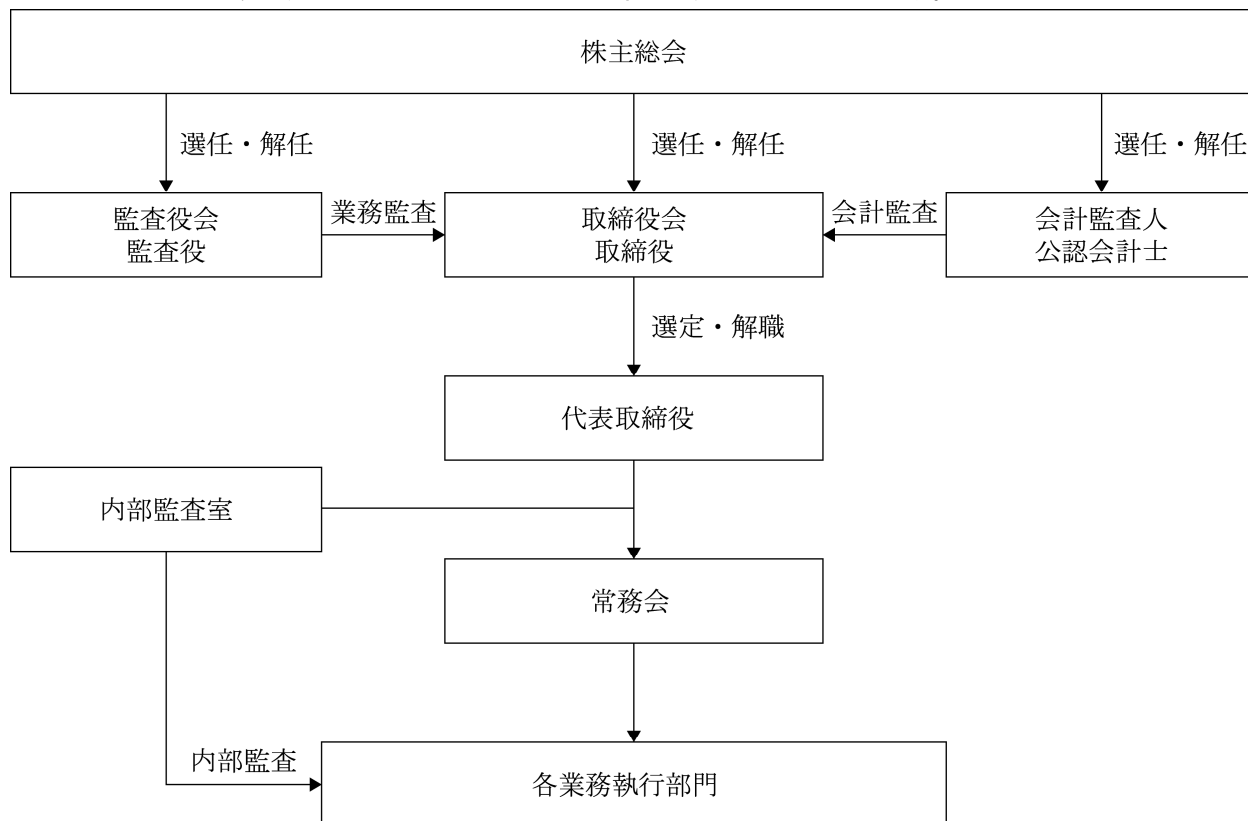 株主総会
選任・解任
選任・解任
選任・解任
監査役会
監査役
業務監査
取締役会
取締役
会計監査
会計監査人
公認会計士
選定・解職
代表取締役
内部監査室
常務会
内部監査
各業務執行部門